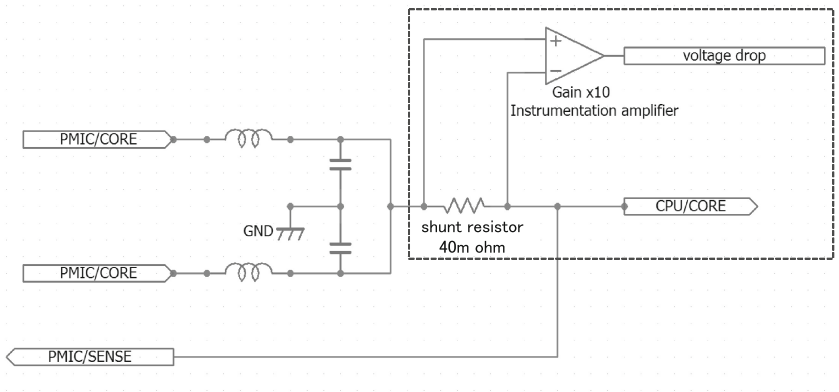 voltage drop
Gain x10
Instrumentation amplifier
PMIC/CORE
CPU/CORE
shunt resistor
40m ohm
GND
PMIC/CORE
PMIC/SENSE